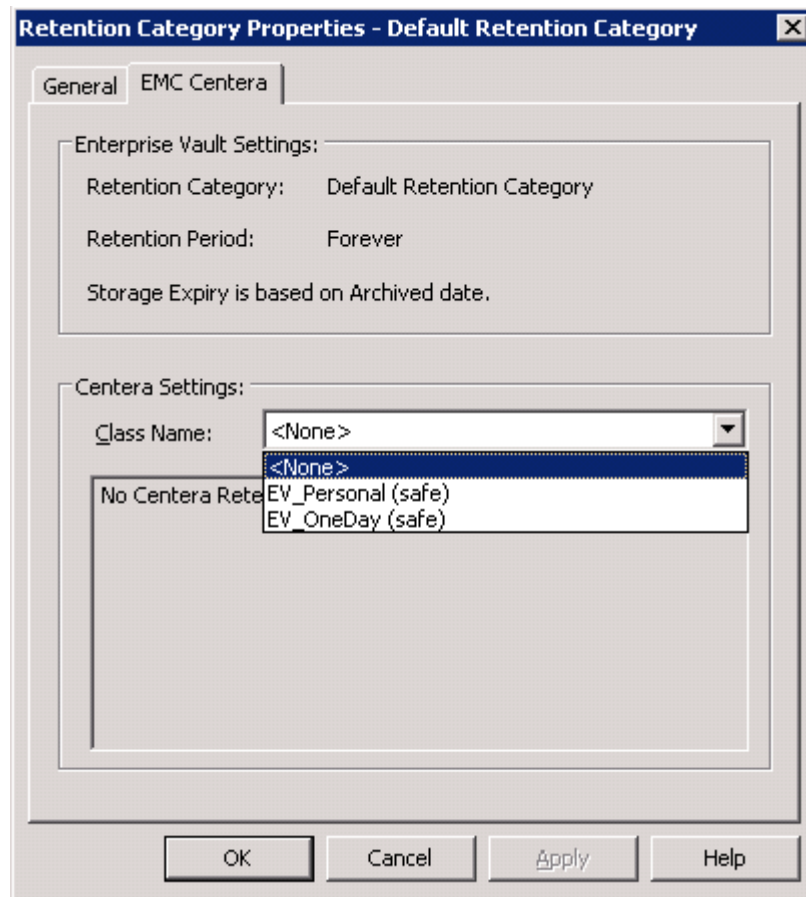 Retention Category Properties - Default Retention Category
General
EMC Centera
Enterprise Vault Settings:
Retention Category: Default Retention Category
Retention Period: Forever
Storage Expiry is based on Archived date.
Centera Settings:
Class Name: <None>
<None>
No Centera Rete
EV_Personal (safe)
EV_OneDay (safe)
OK Cancel Apply Help